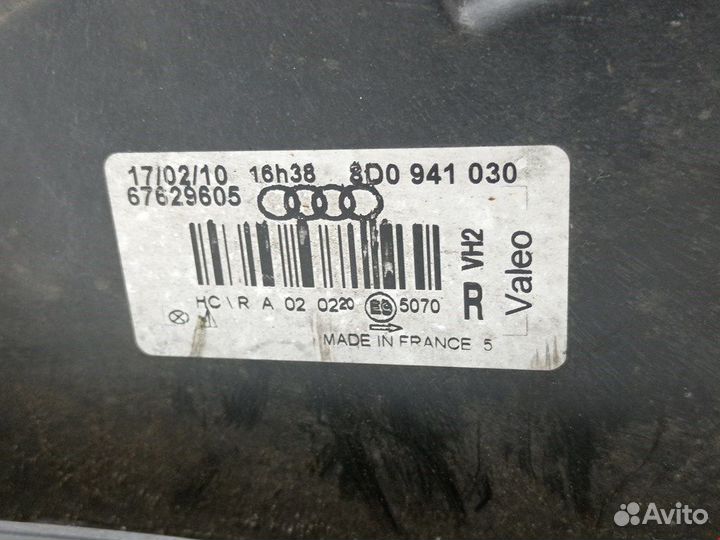 17/02/10 16h38 8D0 941 030
67629605
HC \ R A 02 0220 5070
MADE IN FRANCE 5
R VH2
Valeo
Avito